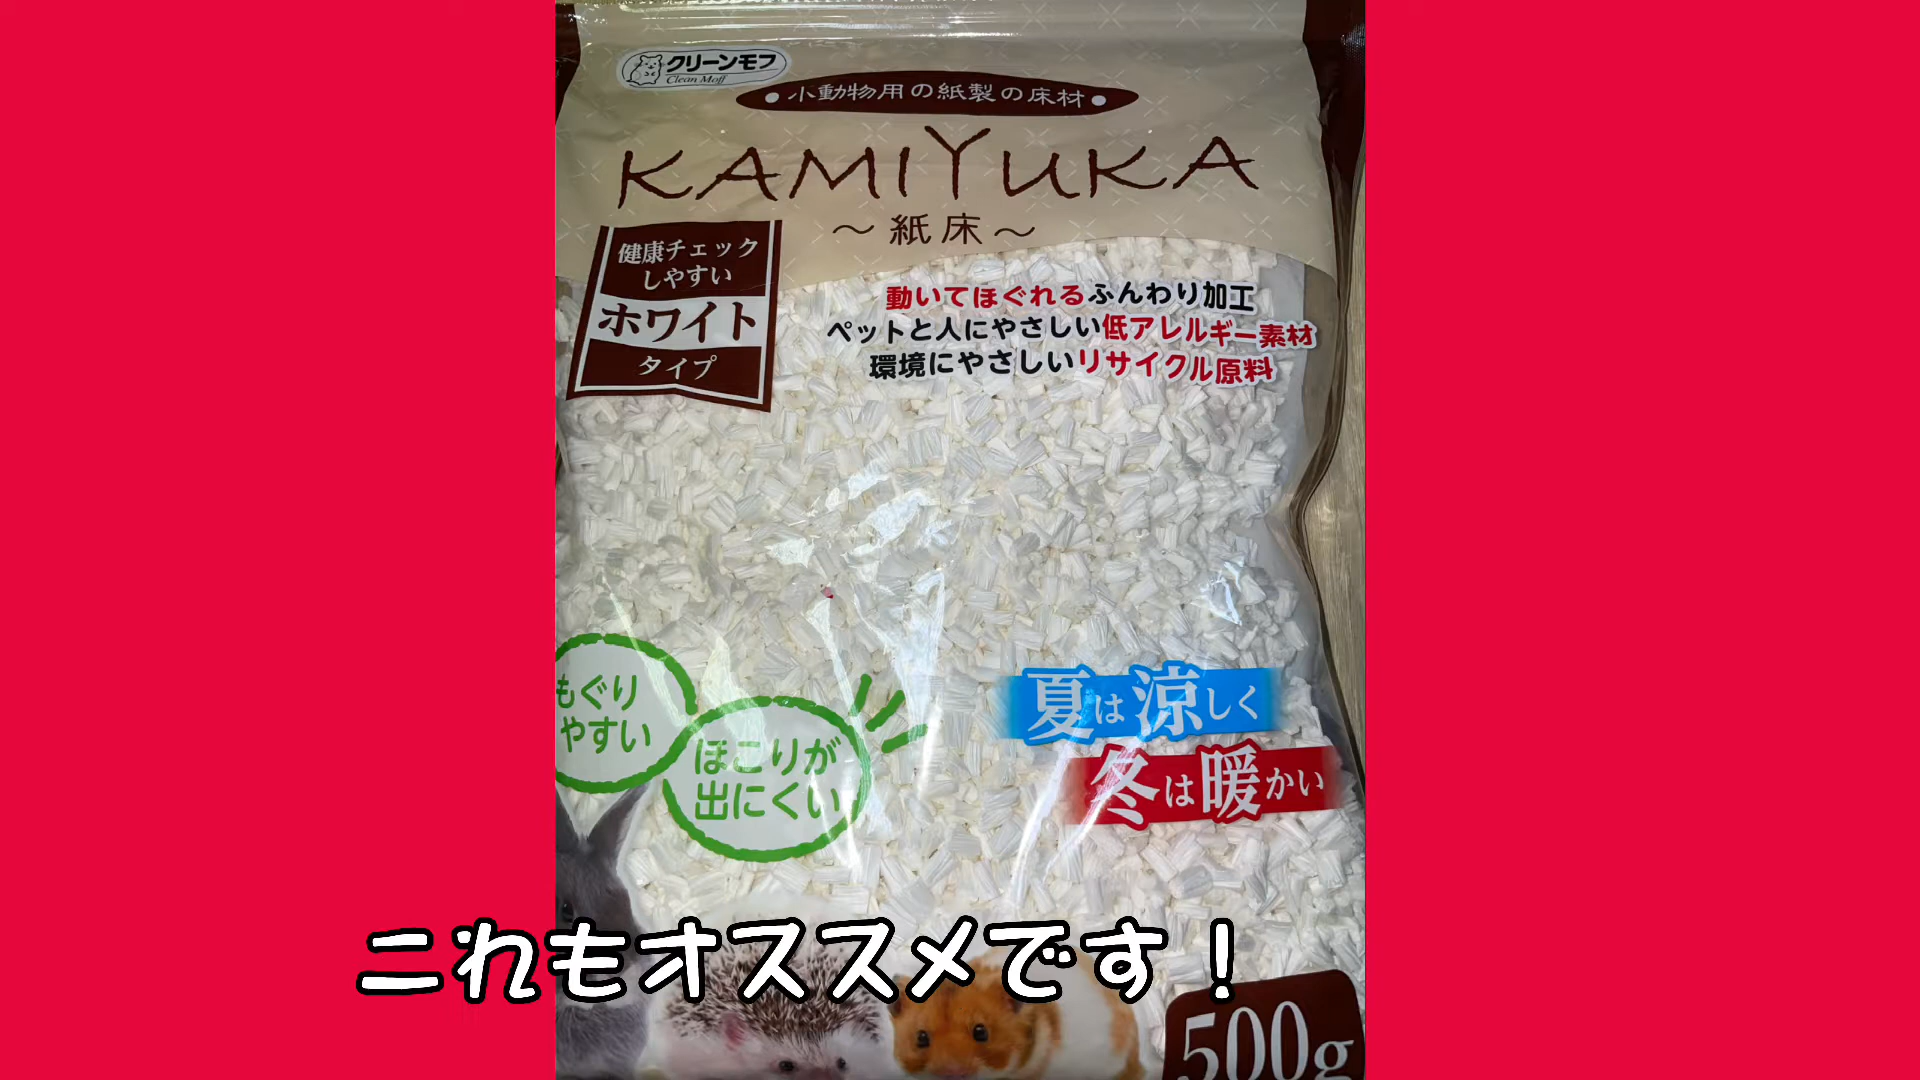 クリーンモフ
Clean Moff
小動物用の紙製の床材
KAMIYUKA
～紙床～
健康チェック
しやすい
ホワイト
タイプ
動いてほぐれるふんわり加工
ペットと人にやさしい低アレルギー素材
環境にやさしいリサイクル原料
もぐり
やすい
ほこりが
出にくい
夏は涼しく
冬は暖かい
これもオススメです！
500g